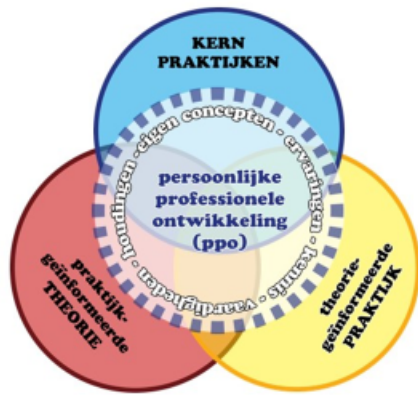 KERN
PRAKTIJKEN
houdingen - eigen concepten - ervaringen - kennis - vaardigheden -
persoonlijke
professionele
ontwikkeling
(ppo)
praktijk-
geïnformeerde
THEORIE
theorie-
geïnformeerde
PRAKTIJK